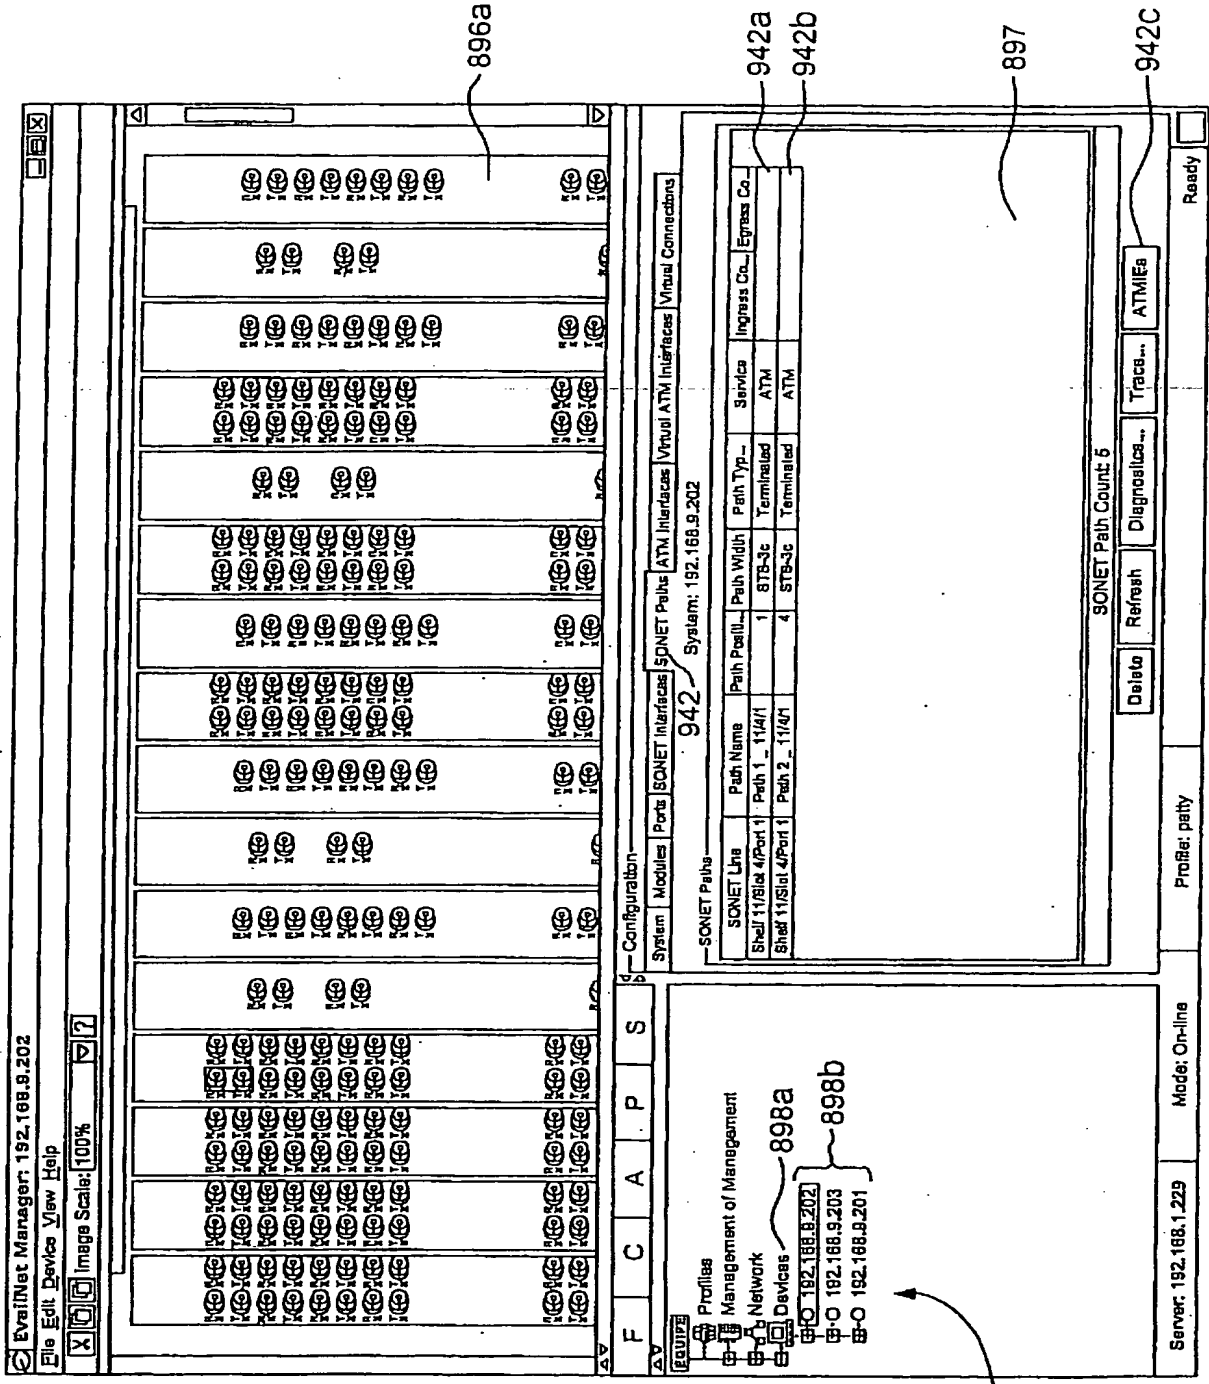 EvailNet Manager: 192.168.9.202
File Edit Device View Help
Image Scale: 100%
896a
F C A P S
EQUIPE
Profiles
Management of Management
Network
Devices
898a
192.168.9.202
192.168.9.203
192.168.9.201
898b
Configuration
System Modules Ports SONET Interfaces SONET Paths ATM Interfaces Virtual ATM Interfaces Virtual Connections
942
System: 192.168.9.202
SONET Paths
SONET Line Path Name Path Positi... Path Width Path Typ... Service Ingress Co... Egress Co...
Shelf 11/Slot 4/Port 1 Path 1 _ 11/4/1 1 STS-3c Terminated ATM
Shelf 11/Slot 4/Port 1 Path 2 _ 11/4/1 4 STS-3c Terminated ATM
942a
942b
897
SONET Path Count: 5
Delete Refresh Diagnositcs... Trace... ATMIEs
942C
Server: 192.168.1.229 Mode: On-line Profile: patty Ready